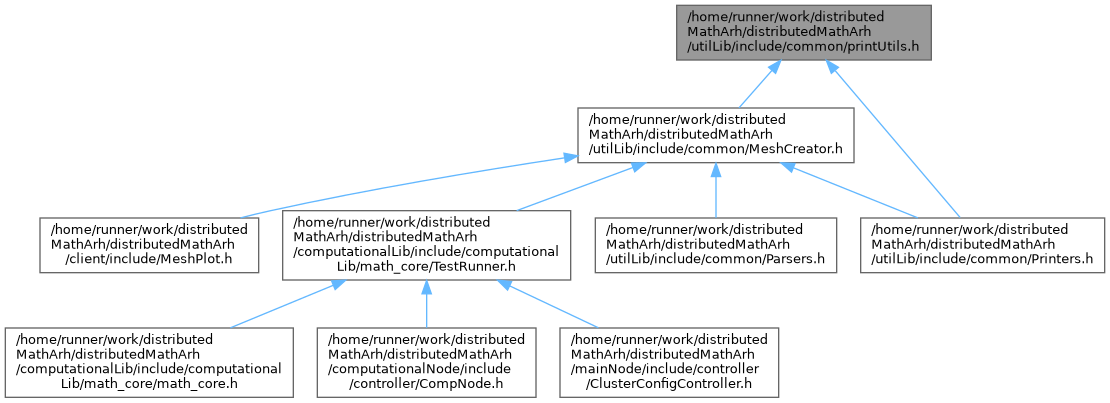 /home/runner/work/distributed
MathArh/distributedMathArh
/utilLib/include/common/printUtils.h
/home/runner/work/distributed
MathArh/distributedMathArh
/utilLib/include/common/MeshCreator.h
/home/runner/work/distributed
MathArh/distributedMathArh
/client/include/MeshPlot.h
/home/runner/work/distributed
MathArh/distributedMathArh
/computationalLib/include/computational
Lib/math_core/TestRunner.h
/home/runner/work/distributed
MathArh/distributedMathArh
/utilLib/include/common/Parsers.h
/home/runner/work/distributed
MathArh/distributedMathArh
/utilLib/include/common/Printers.h
/home/runner/work/distributed
MathArh/distributedMathArh
/computationalLib/include/computational
Lib/math_core/math_core.h
/home/runner/work/distributed
MathArh/distributedMathArh
/computationalNode/include
/controller/CompNode.h
/home/runner/work/distributed
MathArh/distributedMathArh
/mainNode/include/controller
/ClusterConfigController.h